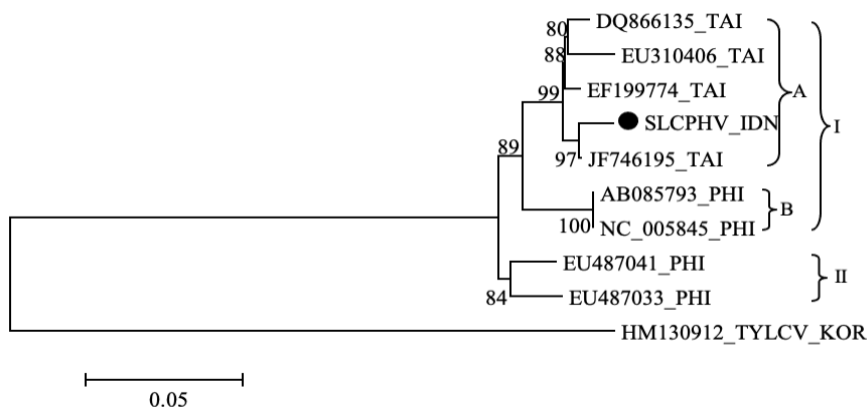 80
DQ866135_TAI
88
EU310406_TAI
99
EF199774_TAI
A
SLCPHV_IDN
I
89
97
JF746195_TAI
AB085793_PHI
B
100
NC_005845_PHI
EU487041_PHI
II
84
EU487033_PHI
HM130912_TYLCV_KOR
0.05